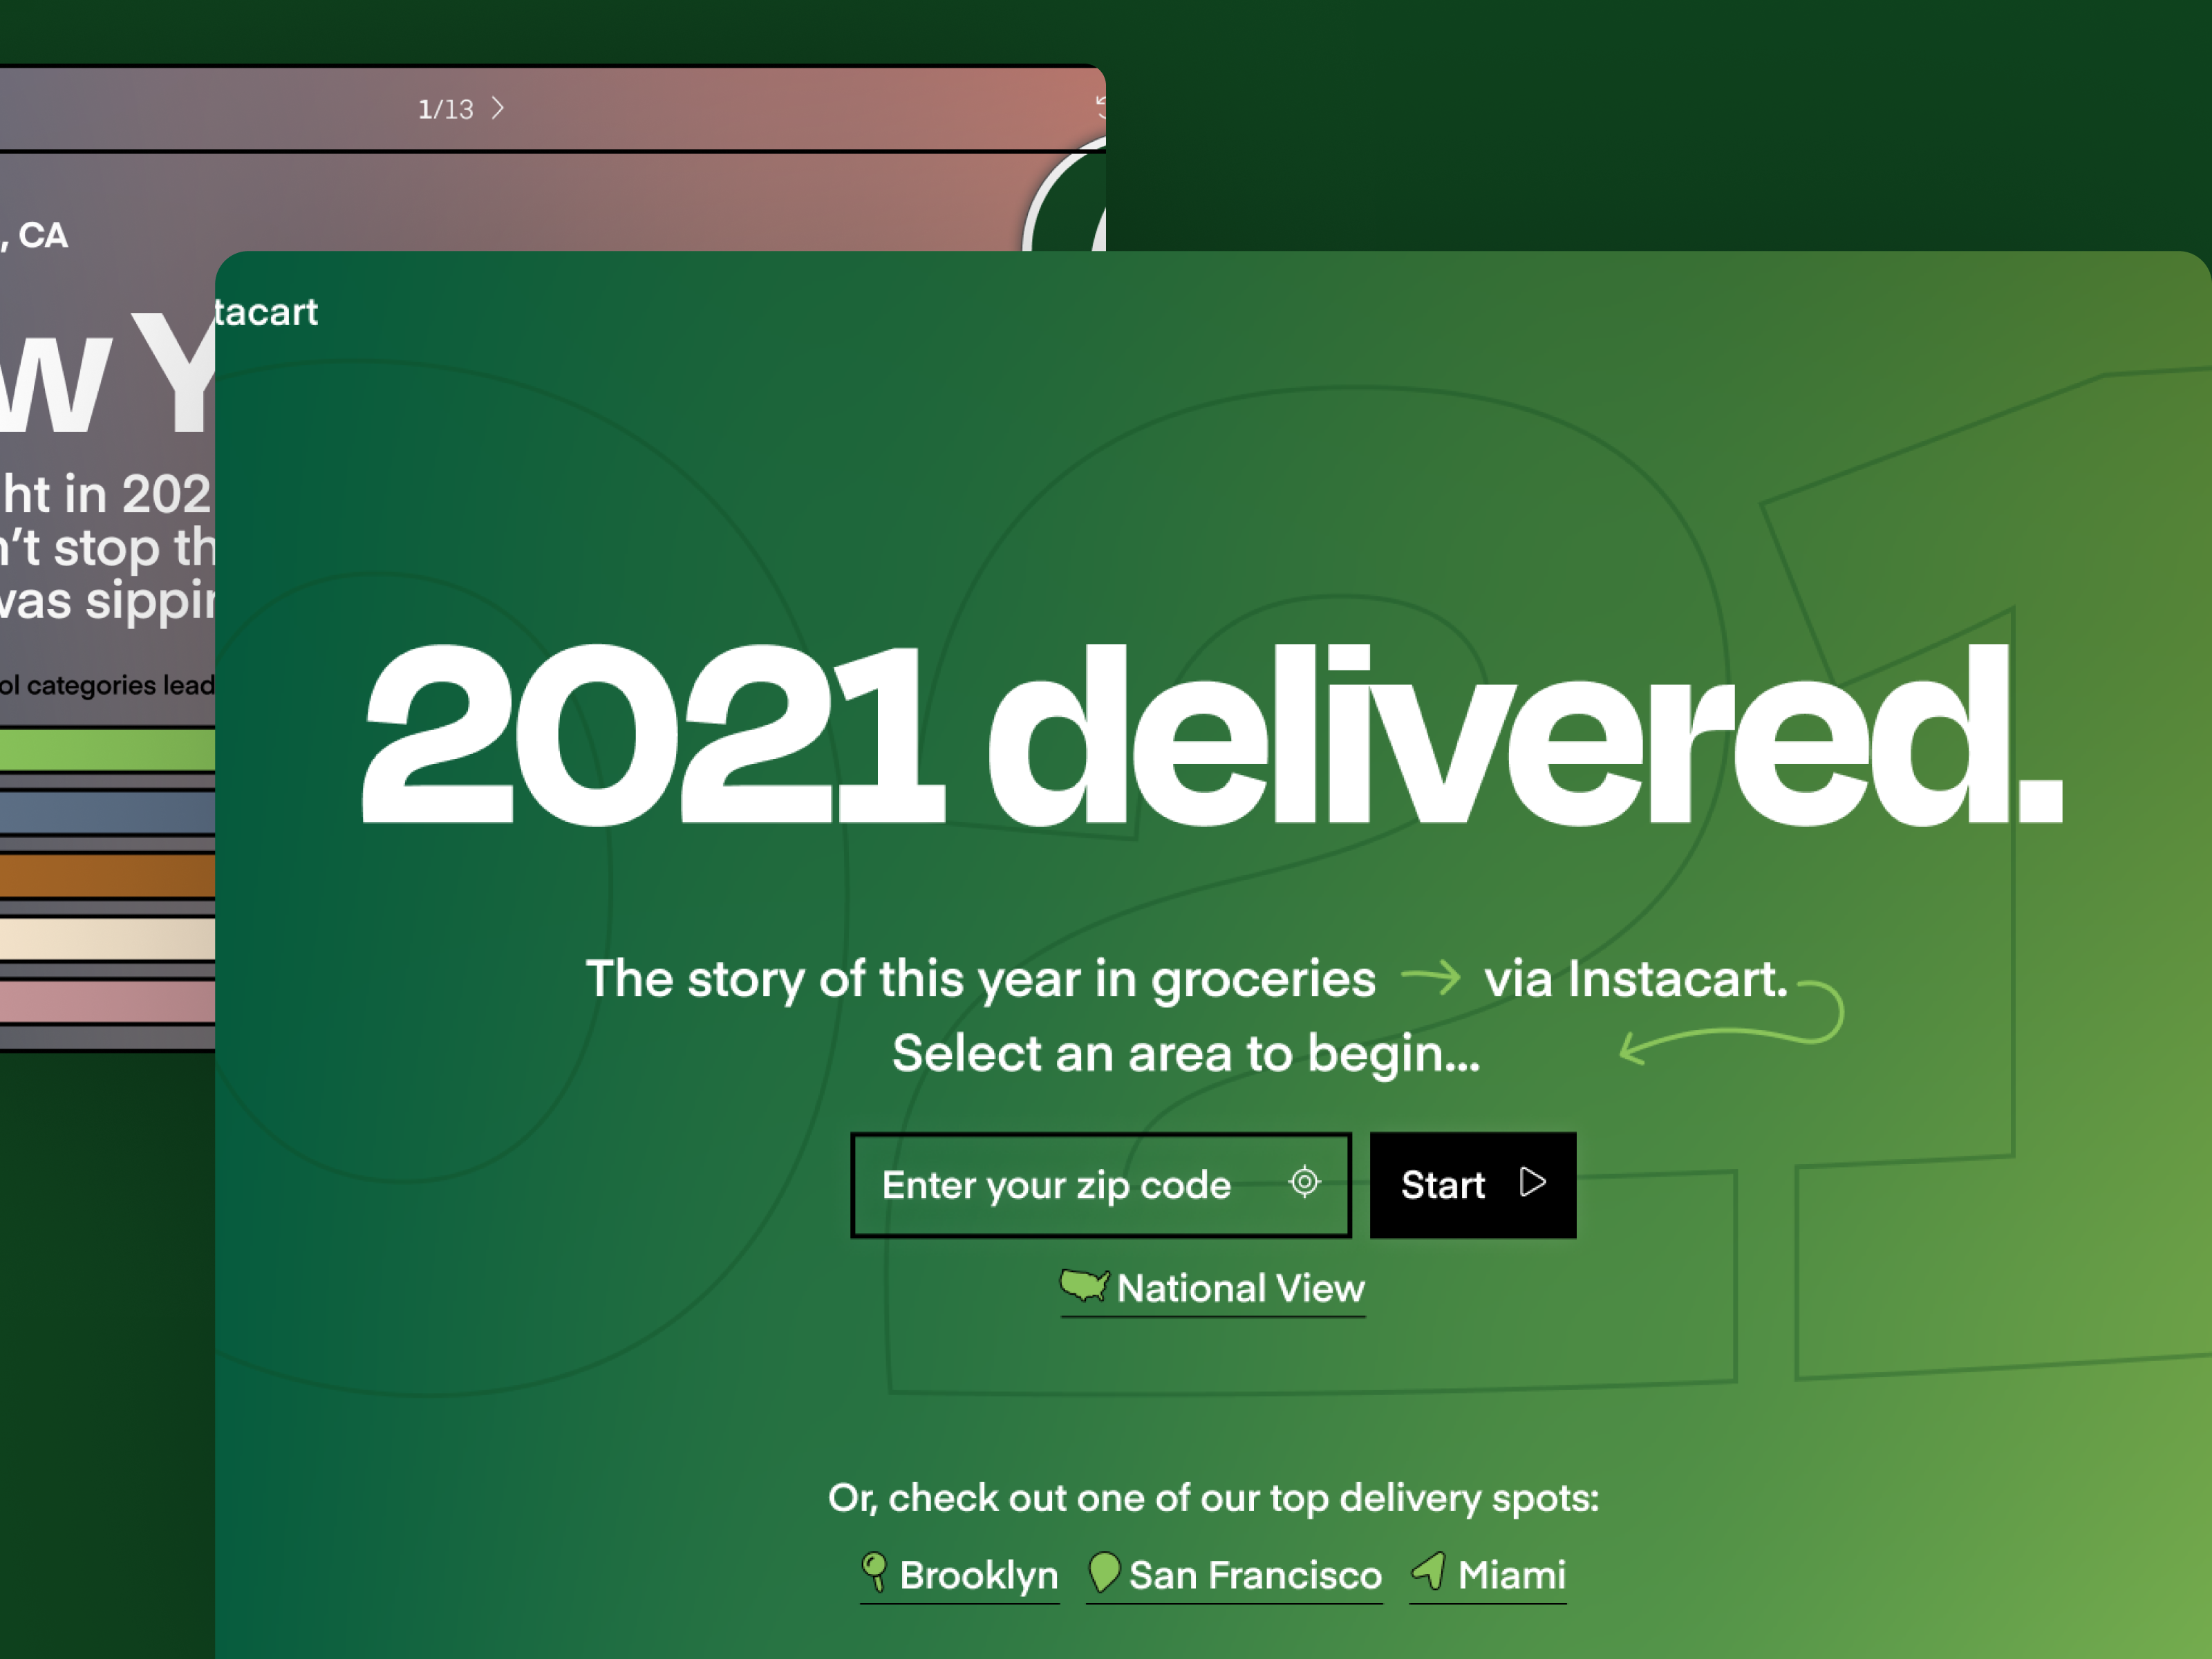 1/13
, CA
w Y
ht in 202
n't stop th
vas sippin
ol categories lead
tacart
2021 delivered.
The story of this year in groceries → via Instacart.
Select an area to begin...
Enter your zip code
Start
National View
Or, check out one of our top delivery spots:
Brooklyn San Francisco Miami
021